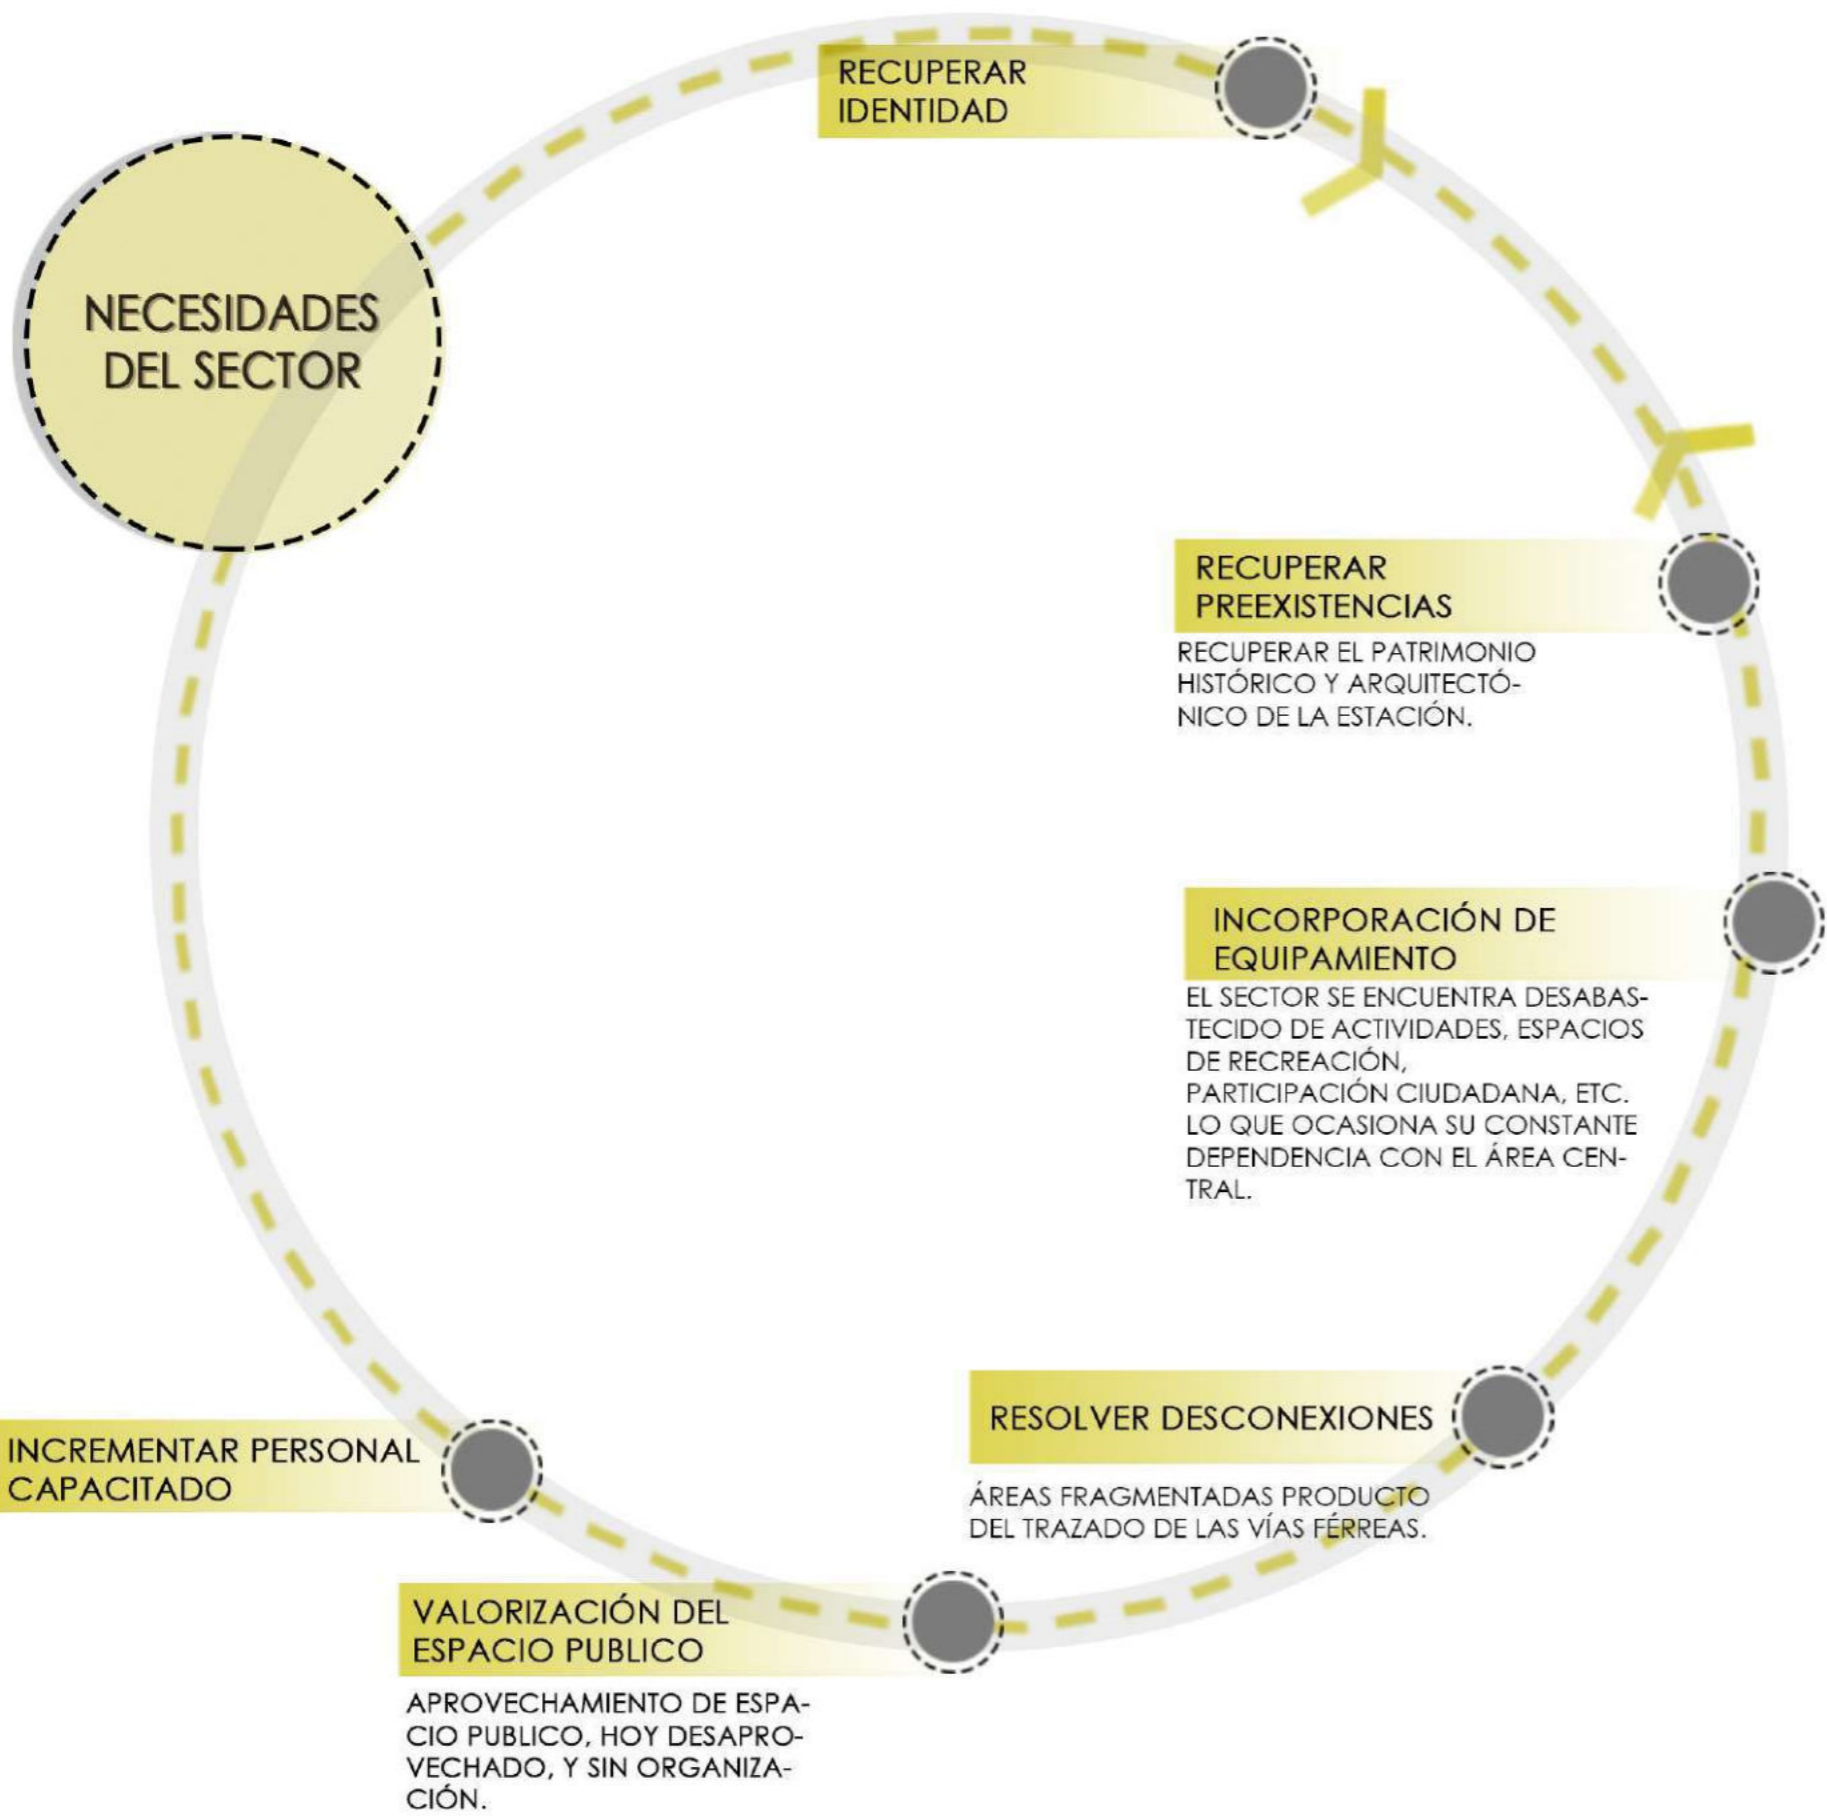 RECUPERAR
IDENTIDAD
NECESIDADES
DEL SECTOR
RECUPERAR
PREEXISTENCIAS
RECUPERAR EL PATRIMONIO
HISTÓRICO Y ARQUITECTÓ-
NICO DE LA ESTACIÓN.
INCORPORACIÓN DE
EQUIPAMIENTO
EL SECTOR SE ENCUENTRA DESABAS-
TECIDO DE ACTIVIDADES, ESPACIOS
DE RECREACIÓN,
PARTICIPACIÓN CIUDADANA, ETC.
LO QUE OCASIONA SU CONSTANTE
DEPENDENCIA CON EL ÁREA CEN-
TRAL.
RESOLVER DESCONEXIONES
ÁREAS FRAGMENTADAS PRODUCTO
DEL TRAZADO DE LAS VÍAS FÉRREAS.
INCREMENTAR PERSONAL
CAPACITADO
VALORIZACIÓN DEL
ESPACIO PUBLICO
APROVECHAMIENTO DE ESPA-
CIO PUBLICO, HOY DESAPRO-
VECHADO, Y SIN ORGANIZA-
CIÓN.